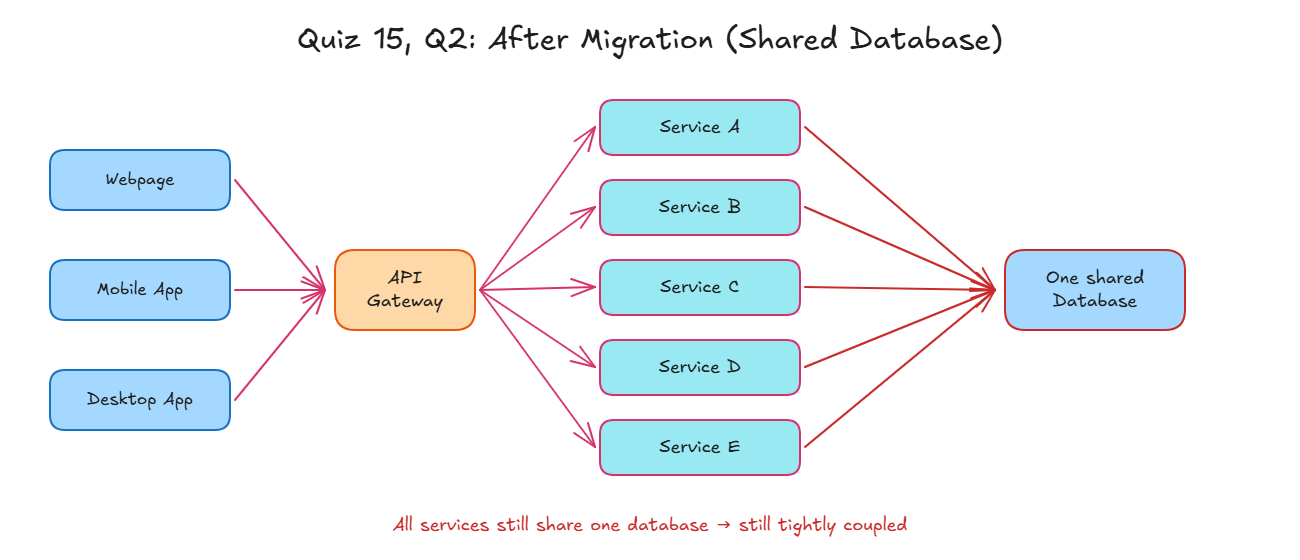 Quiz 15, Q2: After Migration (Shared Database)
Webpage
Mobile App
Desktop App
API
Gateway
Service A
Service B
Service C
Service D
Service E
One shared
Database
All services still share one database → still tightly coupled